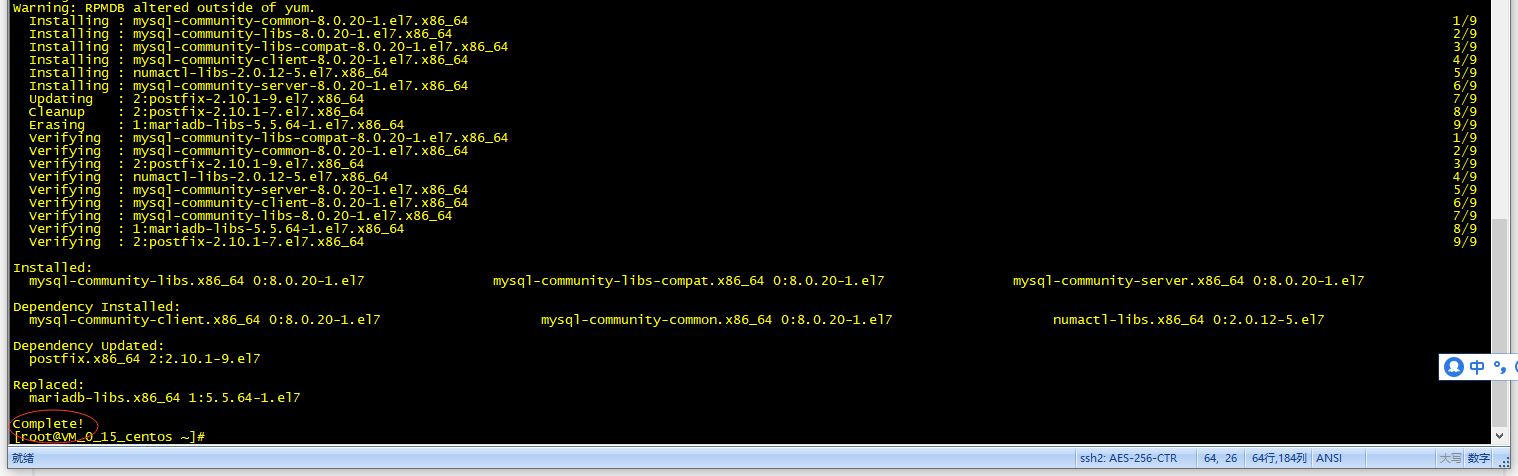 Warning: RPMDB altered outside of yum.
  Installing : mysql-community-common-8.0.20-1.el7.x86_64 1/9
  Installing : mysql-community-libs-8.0.20-1.el7.x86_64 2/9
  Installing : mysql-community-libs-compat-8.0.20-1.el7.x86_64 3/9
  Installing : mysql-community-client-8.0.20-1.el7.x86_64 4/9
  Installing : numactl-libs-2.0.12-5.el7.x86_64 5/9
  Installing : mysql-community-server-8.0.20-1.el7.x86_64 6/9
  Updating   : 2:postfix-2.10.1-9.el7.x86_64 7/9
  Cleanup    : 2:postfix-2.10.1-7.el7.x86_64 8/9
  Erasing    : 1:mariadb-libs-5.5.64-1.el7.x86_64 9/9
  Verifying  : mysql-community-libs-compat-8.0.20-1.el7.x86_64 1/9
  Verifying  : mysql-community-common-8.0.20-1.el7.x86_64 2/9
  Verifying  : 2:postfix-2.10.1-9.el7.x86_64 3/9
  Verifying  : numactl-libs-2.0.12-5.el7.x86_64 4/9
  Verifying  : mysql-community-server-8.0.20-1.el7.x86_64 5/9
  Verifying  : mysql-community-client-8.0.20-1.el7.x86_64 6/9
  Verifying  : mysql-community-libs-8.0.20-1.el7.x86_64 7/9
  Verifying  : 1:mariadb-libs-5.5.64-1.el7.x86_64 8/9
  Verifying  : 2:postfix-2.10.1-7.el7.x86_64 9/9
Installed:
  mysql-community-libs.x86_64 0:8.0.20-1.el7 mysql-community-libs-compat.x86_64 0:8.0.20-1.el7 mysql-community-server.x86_64 0:8.0.20-1.el7
Dependency Installed:
  mysql-community-client.x86_64 0:8.0.20-1.el7 mysql-community-common.x86_64 0:8.0.20-1.el7 numactl-libs.x86_64 0:2.0.12-5.el7
Dependency Updated:
  postfix.x86_64 2:2.10.1-9.el7
Replaced:
  mariadb-libs.x86_64 1:5.5.64-1.el7
Complete!
[root@VM_0_15_centos ~]#
中 °,
就绪 ssh2: AES-256-CTR 64, 26 64行,184列 ANSI 大写 数字